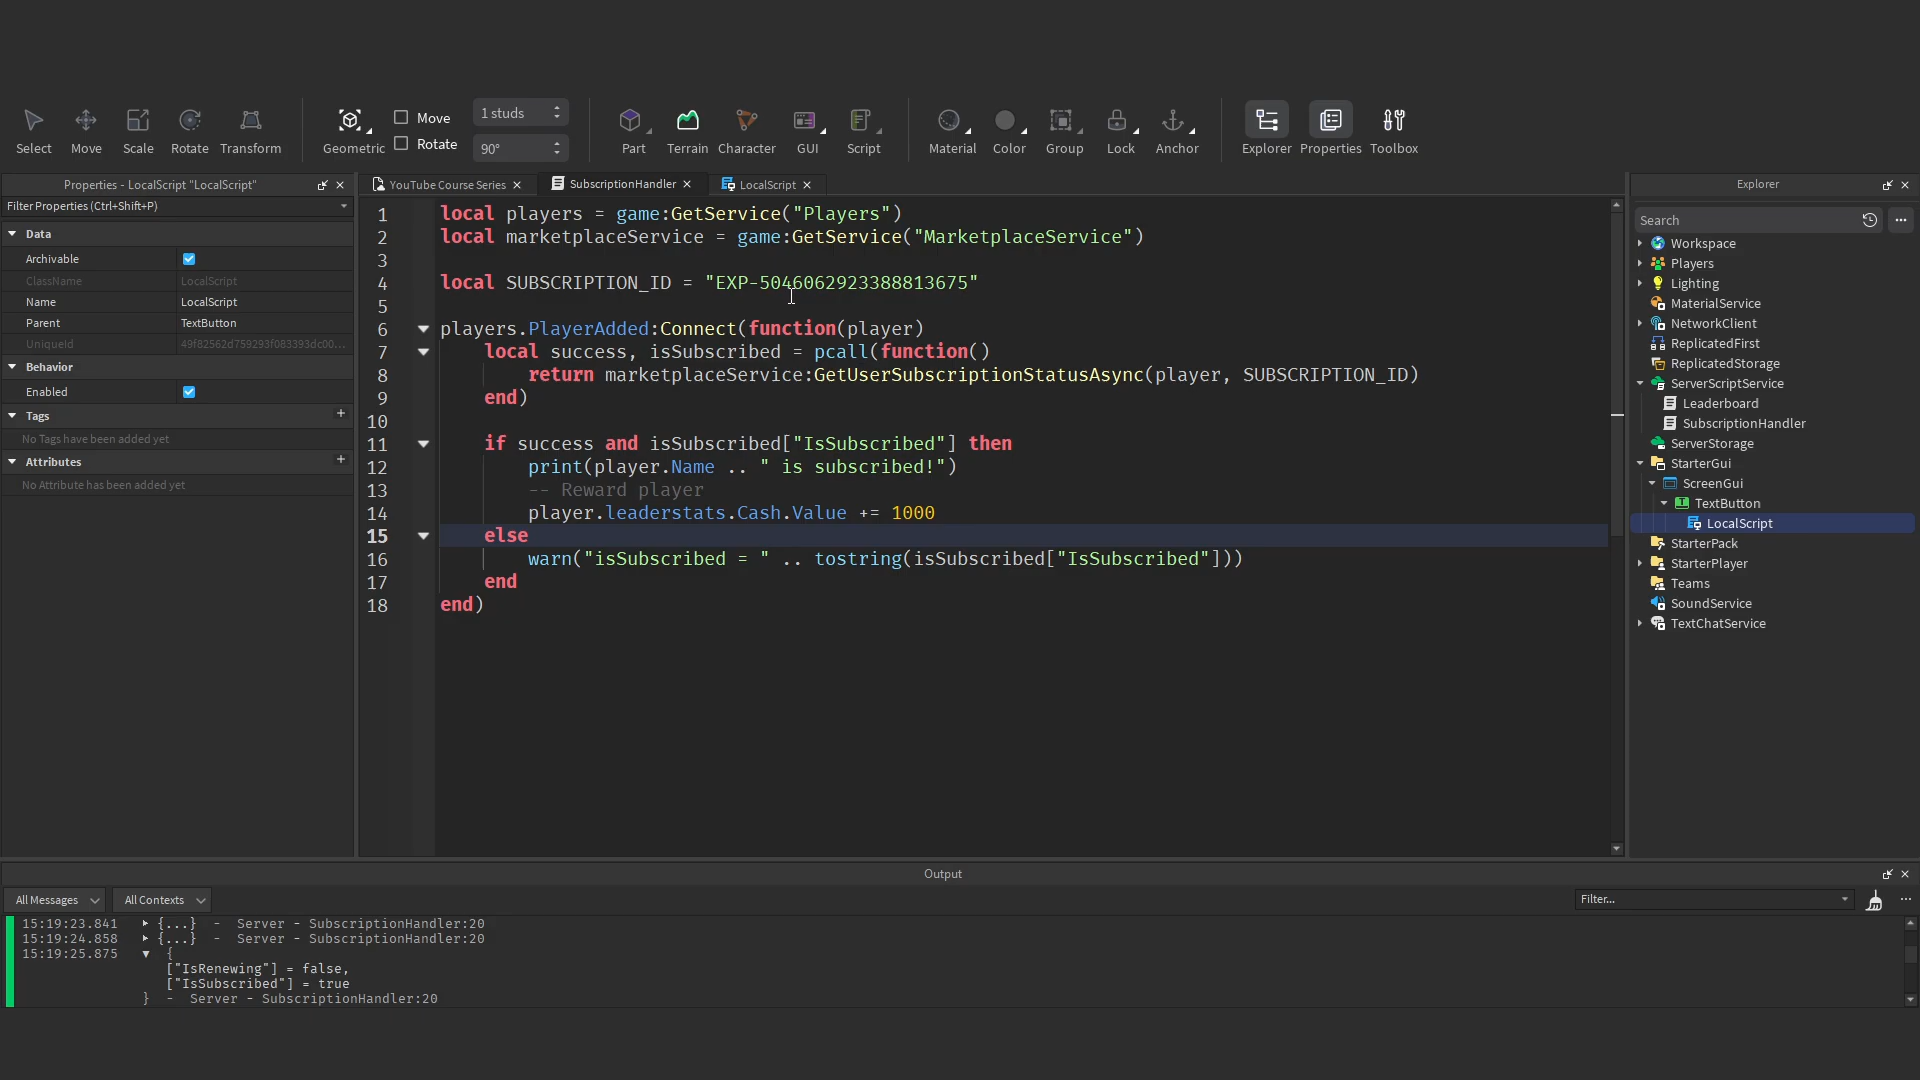 Select
Move
Scale
Rotate
Transform
Geometric
Move
Rotate
1 studs
90°
Part
Terrain
Character
GUI
Script
Material
Color
Group
Lock
Anchor
Explorer
Properties
Toolbox
Properties - LocalScript "LocalScript"
Filter Properties (Ctrl+Shift+P)
Data
Archivable
ClassName LocalScript
Name LocalScript
Parent TextButton
UniqueId 49f82562d759293f083393dc00...
Behavior
Enabled
Tags
No Tags have been added yet
Attributes
No Attribute has been added yet
YouTube Course Series
SubscriptionHandler
LocalScript
1 local players = game:GetService("Players")
2 local marketplaceService = game:GetService("MarketplaceService")
3
4 local SUBSCRIPTION_ID = "EXP-5046062923388813675"
5
6 players.PlayerAdded:Connect(function(player)
7 local success, isSubscribed = pcall(function()
8 return marketplaceService:GetUserSubscriptionStatusAsync(player, SUBSCRIPTION_ID)
9 end)
10
11 if success and isSubscribed["IsSubscribed"] then
12 print(player.Name .. " is subscribed!")
13 -- Reward player
14 player.leaderstats.Cash.Value += 1000
15 else
16 warn("isSubscribed = " .. tostring(isSubscribed["IsSubscribed"]))
17 end
18 end)
Explorer
Search
Workspace
Players
Lighting
MaterialService
NetworkClient
ReplicatedFirst
ReplicatedStorage
ServerScriptService
Leaderboard
SubscriptionHandler
ServerStorage
StarterGui
ScreenGui
TextButton
LocalScript
StarterPack
StarterPlayer
Teams
SoundService
TextChatService
Output
All Messages
All Contexts
Filter...
15:19:23.841 {...} - Server - SubscriptionHandler:20
15:19:24.858 {...} - Server - SubscriptionHandler:20
15:19:25.875 {
["IsRenewing"] = false,
["IsSubscribed"] = true
} - Server - SubscriptionHandler:20